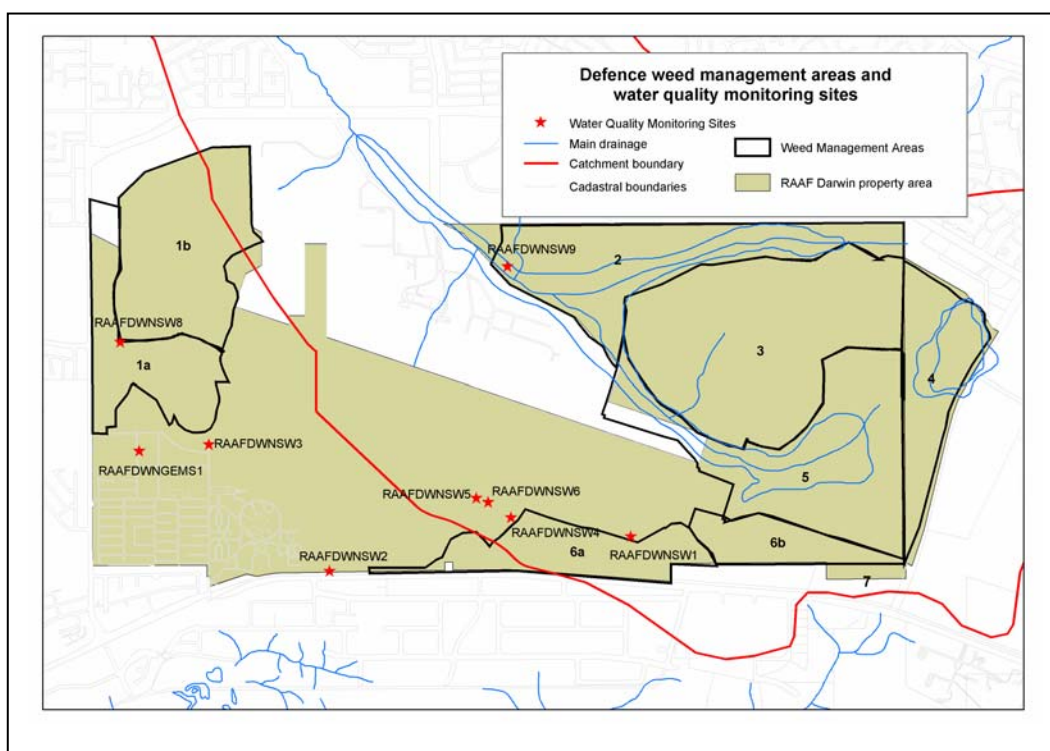 Defence weed management areas and
water quality monitoring sites
Water Quality Monitoring Sites
Main drainage
Catchment boundary
Cadastral boundaries
Weed Management Areas
RAAF Darwin property area
1b
RAAFDWNSW9
2
RAAFDWNSW8
3
1a
4
RAAFDWNSW3
RAAFDWNGEMS1
5
RAAFDWNSW5
RAAFDWNSW6
RAAFDWNSW4
RAAFDWNSW1
6b
6a
RAAFDWNSW2
7